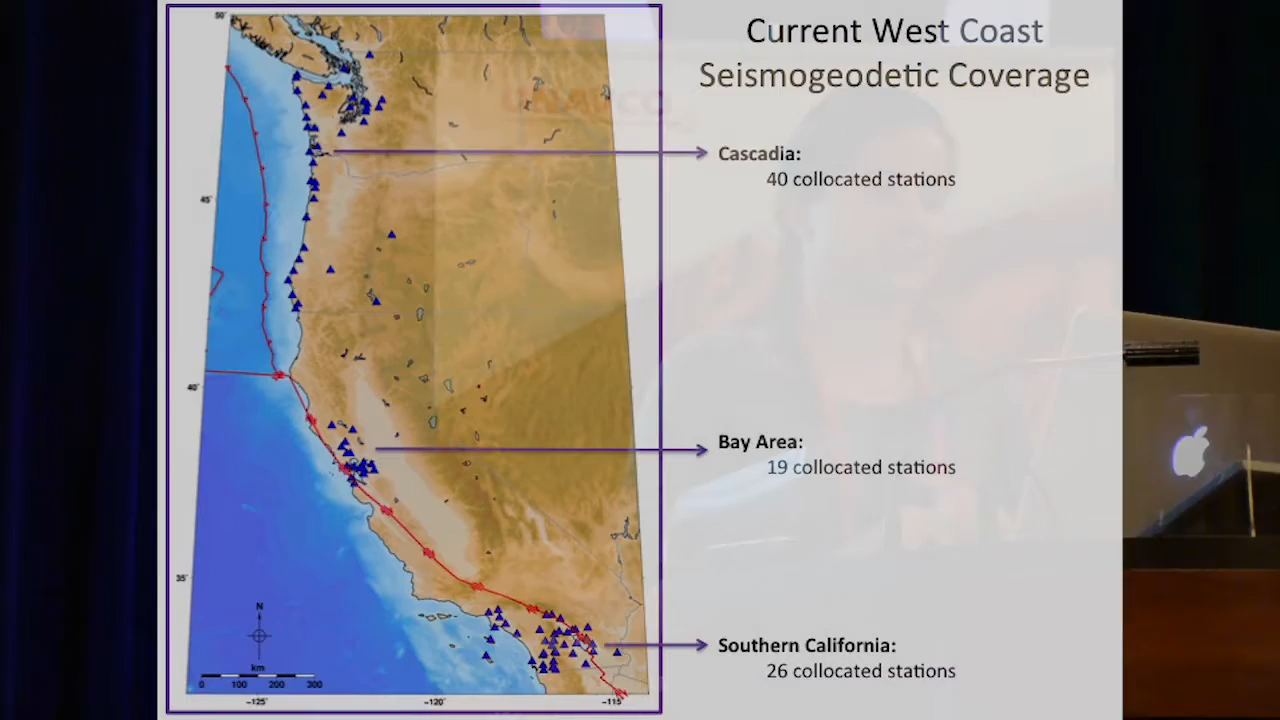 Current West Coast
Seismogeodetic Coverage
50°
Cascadia:
40 collocated stations
45°
40°
Bay Area:
19 collocated stations
35°
N
km
0 100 200 300
Southern California:
26 collocated stations
-125°
-120°
-115°